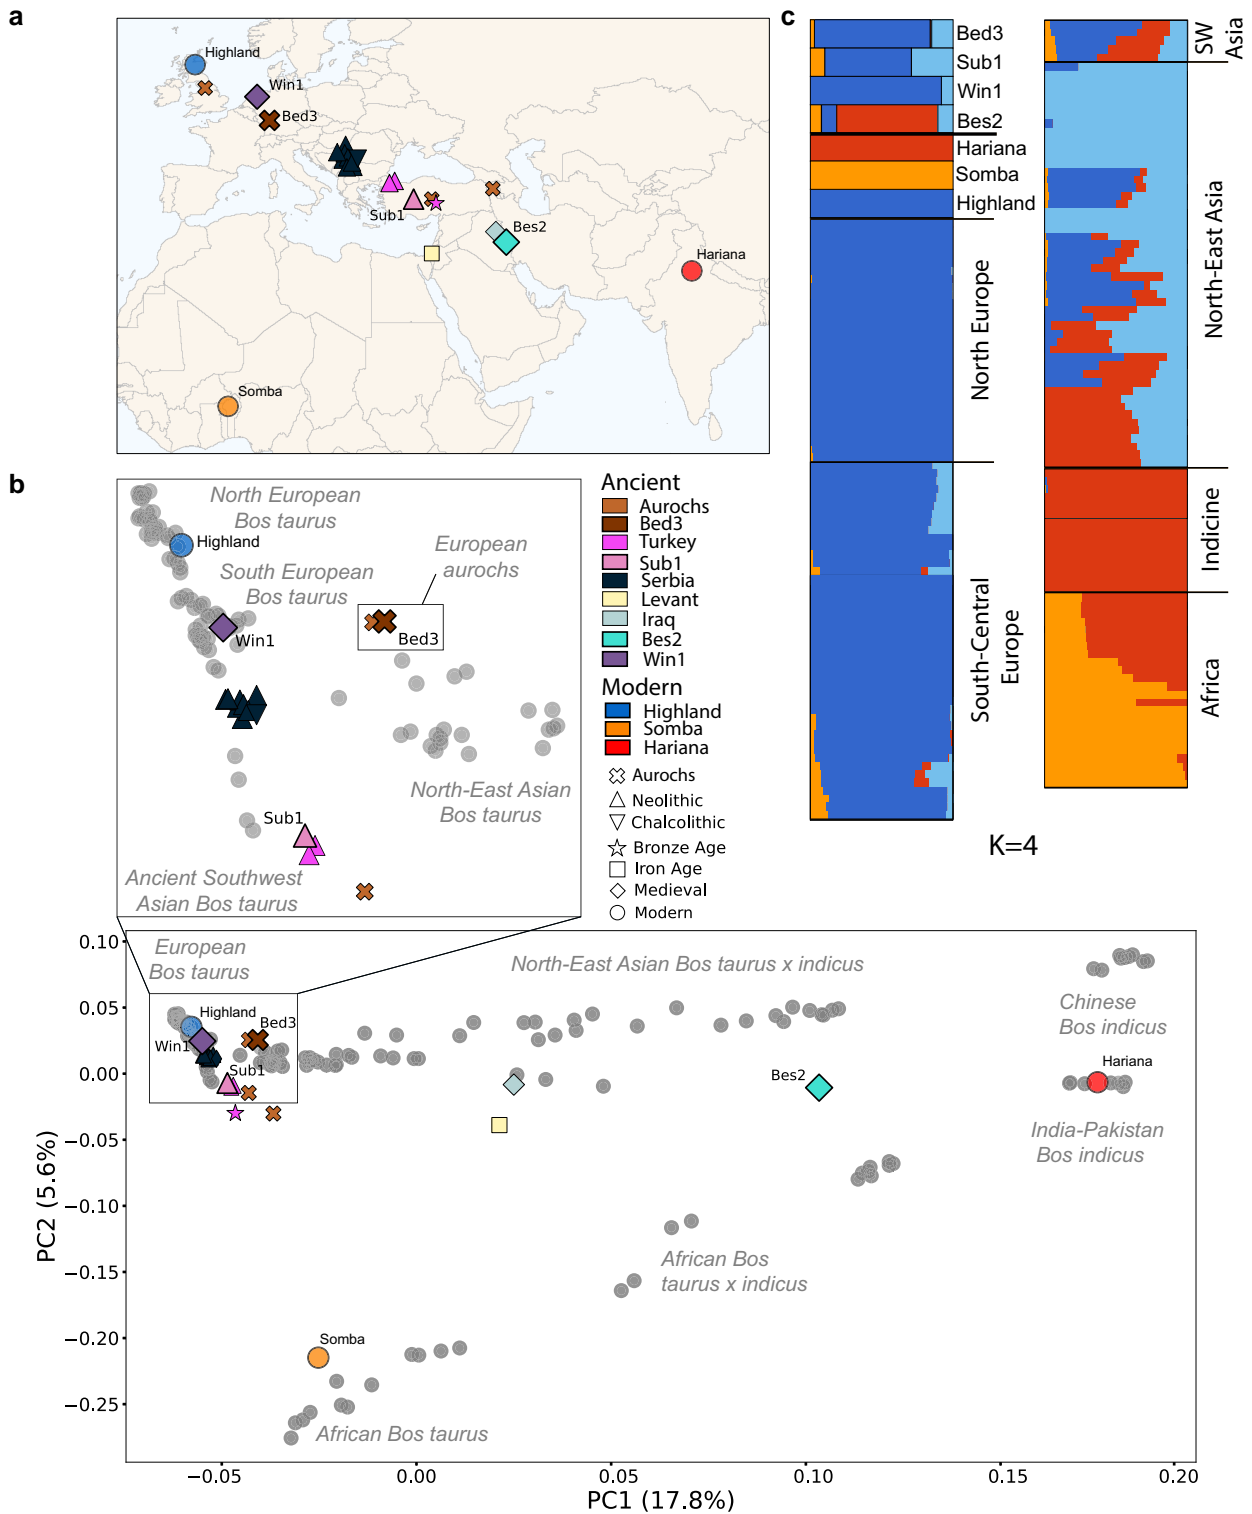 a
Highland
Win1
Bed3
Sub1
Bes2
Hariana
Somba
b
North European
Bos taurus
Highland
South European
Bos taurus
European
aurochs
Win1
Bed3
North-East Asian
Bos taurus
Sub1
Ancient Southwest
Asian Bos taurus
Ancient
Aurochs
Bed3
Turkey
Sub1
Serbia
Levant
Iraq
Bes2
Win1
Modern
Highland
Somba
Hariana
Aurochs
Neolithic
Chalcolithic
Bronze Age
Iron Age
Medieval
Modern
c
Bed3
Sub1
Win1
Bes2
Hariana
Somba
Highland
North Europe
South-Central
Europe
SW
Asia
North-East Asia
Indicine
Africa
K=4
European
Bos taurus
North-East Asian Bos taurus x indicus
Chinese
Bos indicus
Highland
Bed3
Win1
Sub1
Bes2
Hariana
India-Pakistan
Bos indicus
African Bos
taurus x indicus
Somba
African Bos taurus
0.10
0.05
0.00
−0.05
−0.10
−0.15
−0.20
−0.25
PC2 (5.6%)
−0.05
0.00
0.05
0.10
0.15
0.20
PC1 (17.8%)